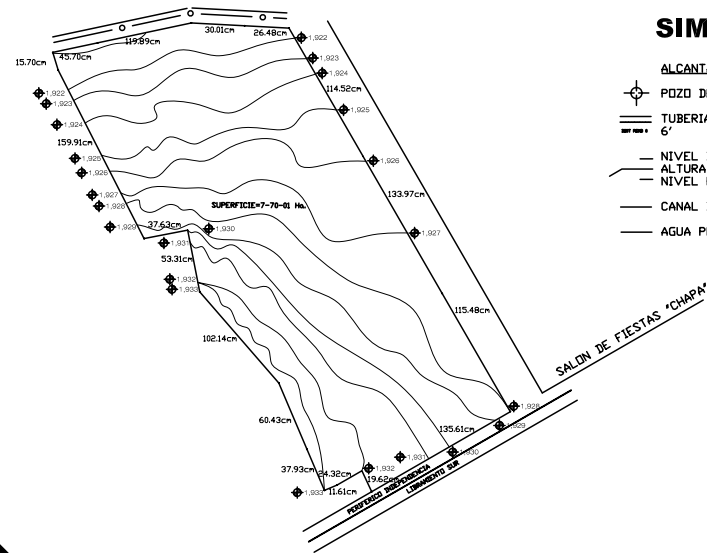 SIM
30.01cm
26.48cm
119.89cm
1,922
15.70cm
45.70cm
1,923
1,924
ALCANT
114.52cm
1,922
1,923
POZO D
1,925
1,924
TUBERIA
6'
159.91cm
1,925
1,926
NIVEL
ALTURA
NIVEL
1,926
133.97cm
1,927
SUPERFICIE=7-70-01 Ha.
CANAL
1,928
37.63cm
1,929
1,930
1,927
AGUA P
1,931
53.31cm
1,932
1,933
115.48cm
SALON DE FIESTAS "CHAPA"
102.14cm
1,928
60.43cm
1,929
135.61cm
1,930
1,931
37.93cm
24.32cm
1,932
19.62cm
1,933
11.61cm
PERIFERICO INDEPENDENCIA
LIBRAMIENTO SUR